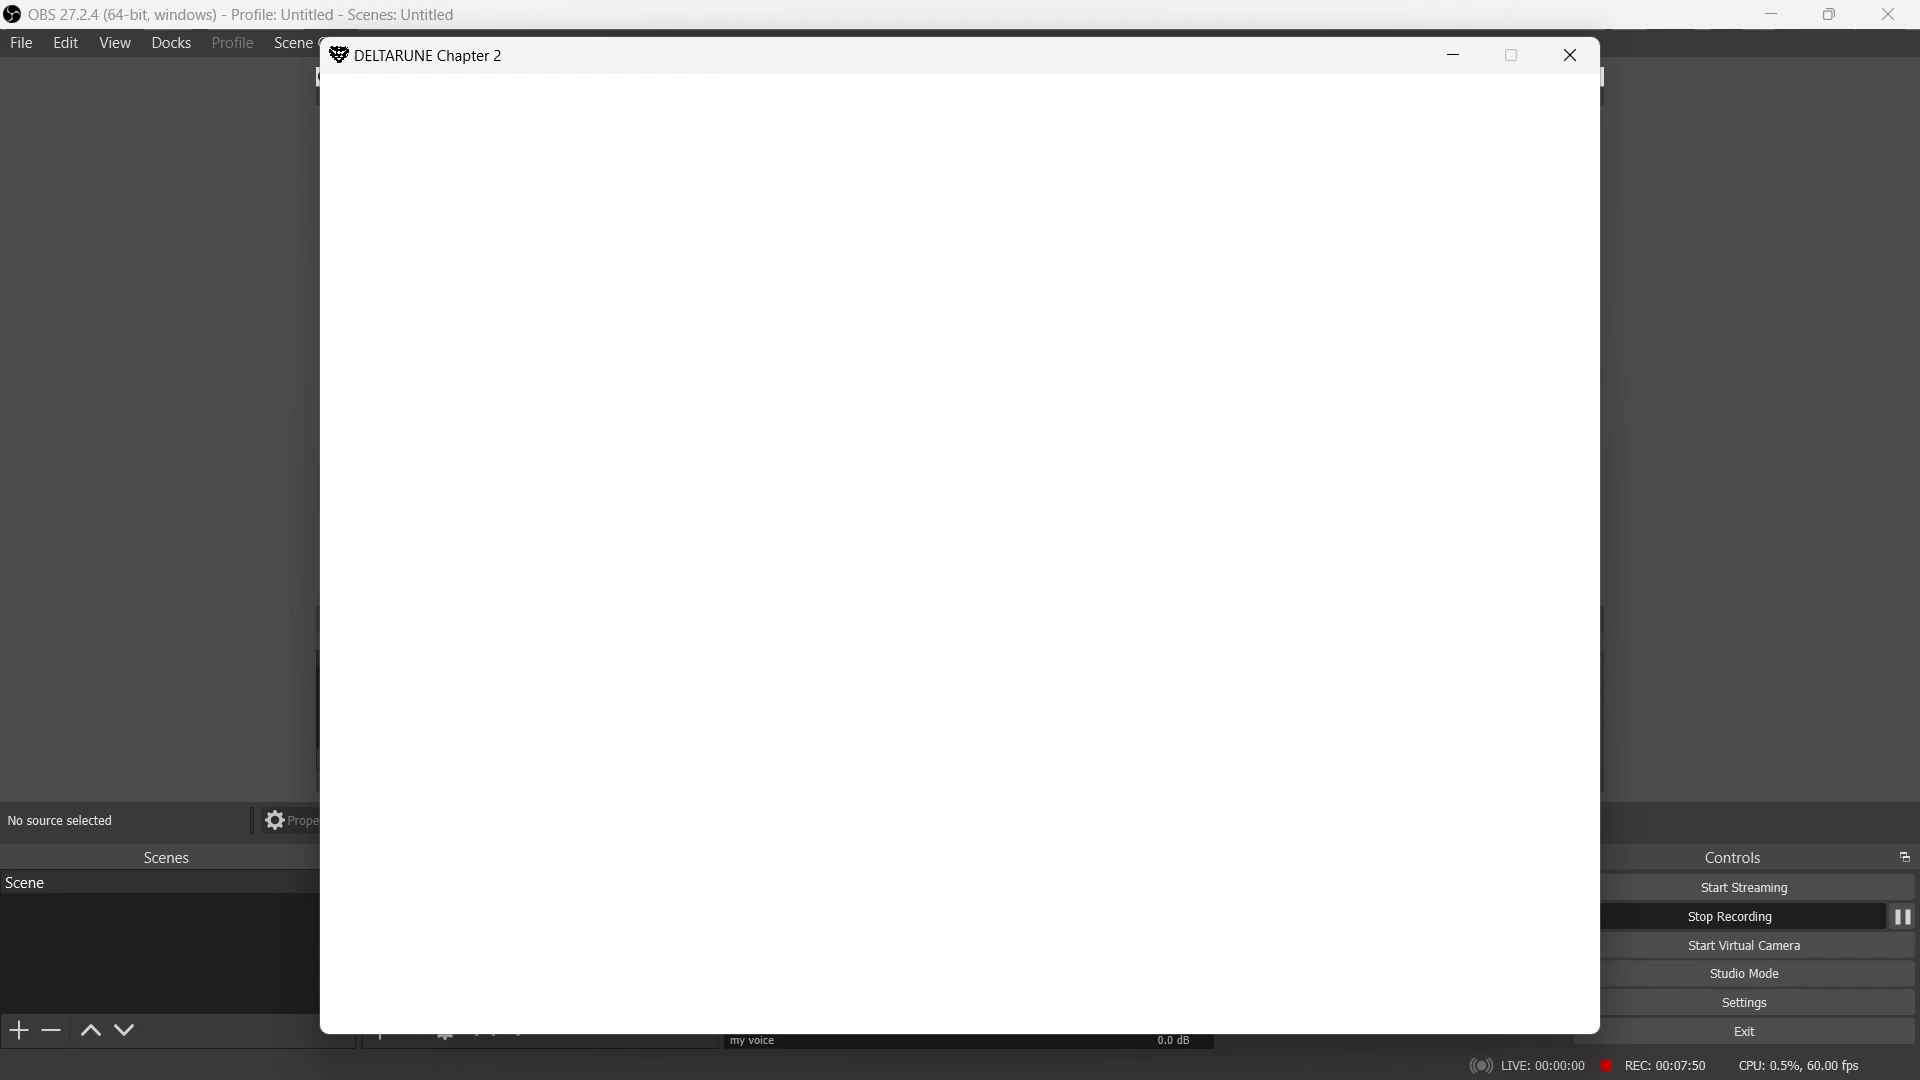 OBS 27.2.4 (64-bit, windows) - Profile: Untitled - Scenes: Untitled
File Edit View Docks Profile Scene
DELTARUNE Chapter 2
No source selected
Scenes
Controls
Scene
Start Streaming
Stop Recording
Start Virtual Camera
Studio Mode
Settings
Exit
my voice 0.0 dB
LIVE: 00:00:00 REC: 00:07:50 CPU: 0.5%, 60.00 fps